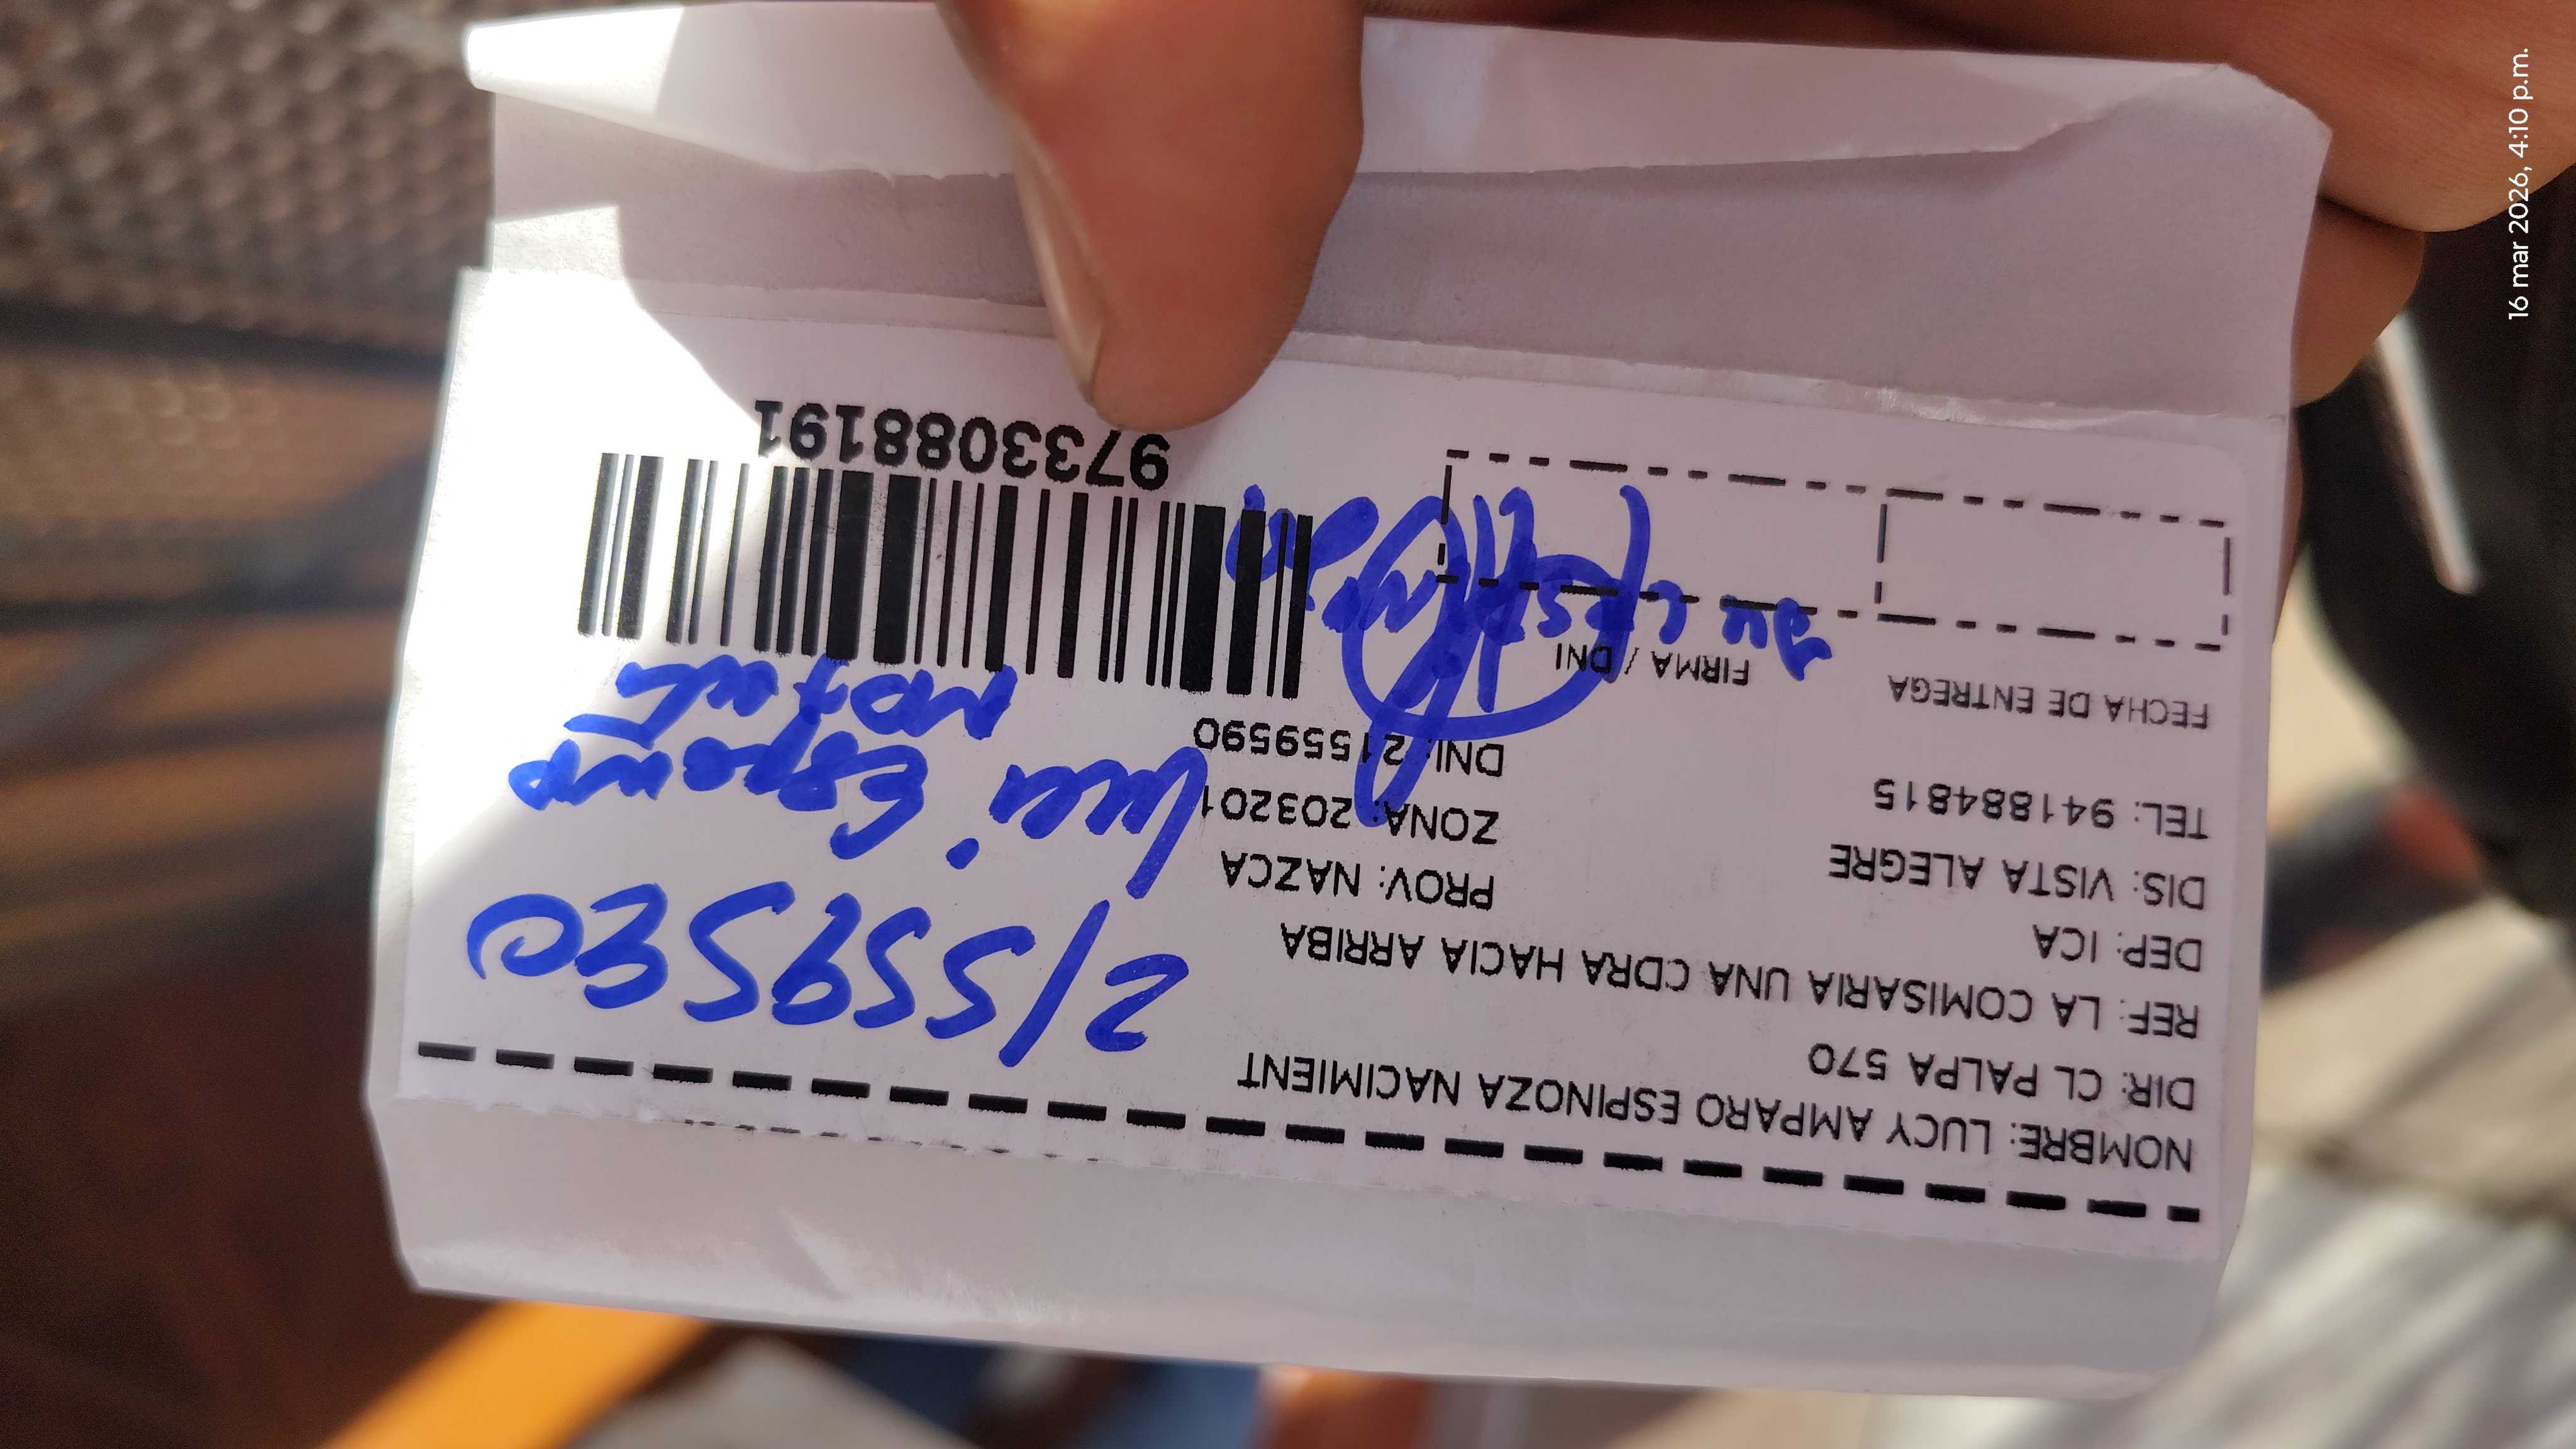 NOMBRE: LUCY AMPARO ESPINOZA NACIMIENT
DIR: CL PALPA 570
REF: LA COMISARIA UNA CDRA HACIA ARRIBA
DEP: ICA
DIS: VISTA ALEGRE PROV: NAZCA
TEL: 941884815 ZONA: 203201
DNI: 21559590
FECHA DE ENTREGA FIRMA / DNI
21559590
9733088191
16 mar 2026, 4:10 p.m.